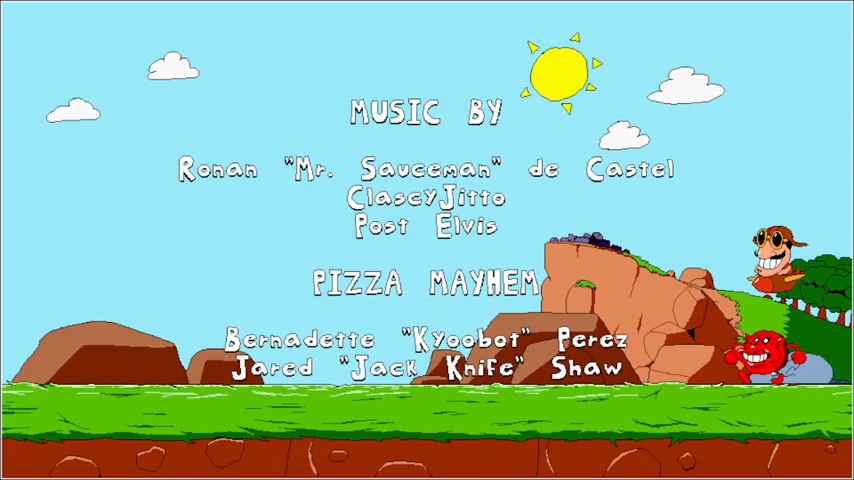 MUSIC BY
Ronan "Mr. Sauceman" de Castel
ClascyJitto
Post Elvis
PIZZA MAYHEM
Bernadette "Kyoobot" Perez
Jared "Jack Knife" Shaw